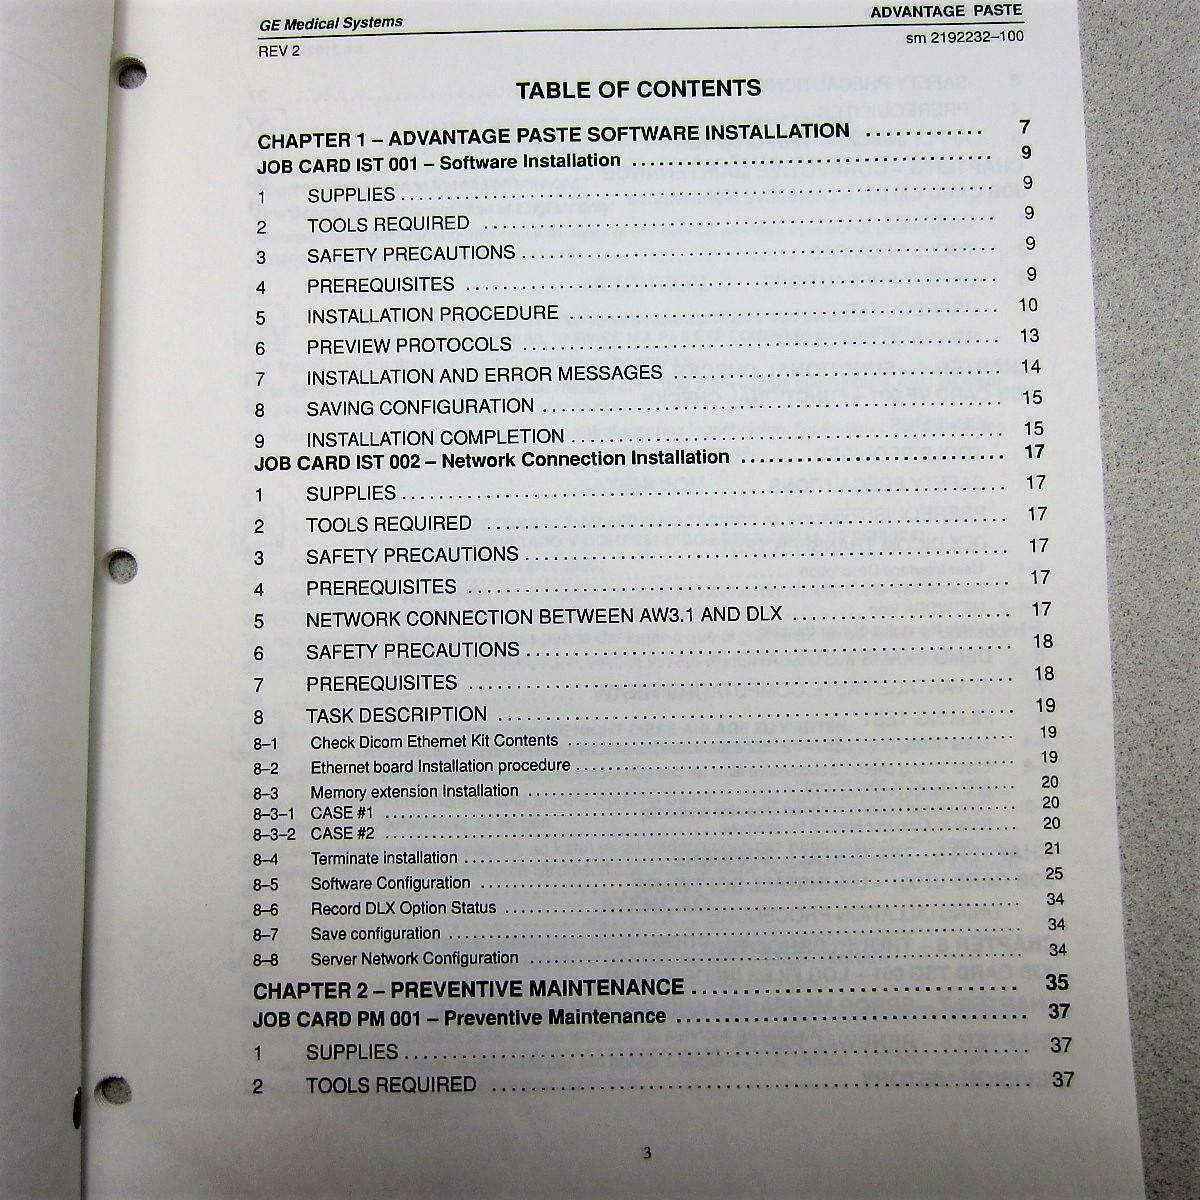 GE Medical Systems ADVANTAGE PASTE
REV 2 sm 2192232–100
TABLE OF CONTENTS
CHAPTER 1 – ADVANTAGE PASTE SOFTWARE INSTALLATION ............ 7
JOB CARD IST 001 – Software Installation .................................. 9
1 SUPPLIES ............................................................ 9
2 TOOLS REQUIRED .................................................... 9
3 SAFETY PRECAUTIONS ................................................ 9
4 PREREQUISITES ..................................................... 9
5 INSTALLATION PROCEDURE ........................................... 10
6 PREVIEW PROTOCOLS ................................................ 13
7 INSTALLATION AND ERROR MESSAGES .................................. 14
8 SAVING CONFIGURATION ............................................. 15
9 INSTALLATION COMPLETION .......................................... 15
JOB CARD IST 002 – Network Connection Installation ......................... 17
1 SUPPLIES ............................................................ 17
2 TOOLS REQUIRED .................................................... 17
3 SAFETY PRECAUTIONS ................................................ 17
4 PREREQUISITES ..................................................... 17
5 NETWORK CONNECTION BETWEEN AW3.1 AND DLX ........................ 17
6 SAFETY PRECAUTIONS ................................................ 18
7 PREREQUISITES ..................................................... 18
8 TASK DESCRIPTION .................................................. 19
8–1 Check Dicom Ethernet Kit Contents ................................. 19
8–2 Ethernet board Installation procedure ............................. 19
8–3 Memory extension Installation ..................................... 20
8–3–1 CASE #1 ......................................................... 20
8–3–2 CASE #2 ......................................................... 20
8–4 Terminate installation ............................................ 21
8–5 Software Configuration ............................................ 25
8–6 Record DLX Option Status .......................................... 34
8–7 Save configuration ................................................ 34
8–8 Server Network Configuration ...................................... 34
CHAPTER 2 – PREVENTIVE MAINTENANCE ............................... 35
JOB CARD PM 001 – Preventive Maintenance ................................. 37
1 SUPPLIES ............................................................ 37
2 TOOLS REQUIRED .................................................... 37
3